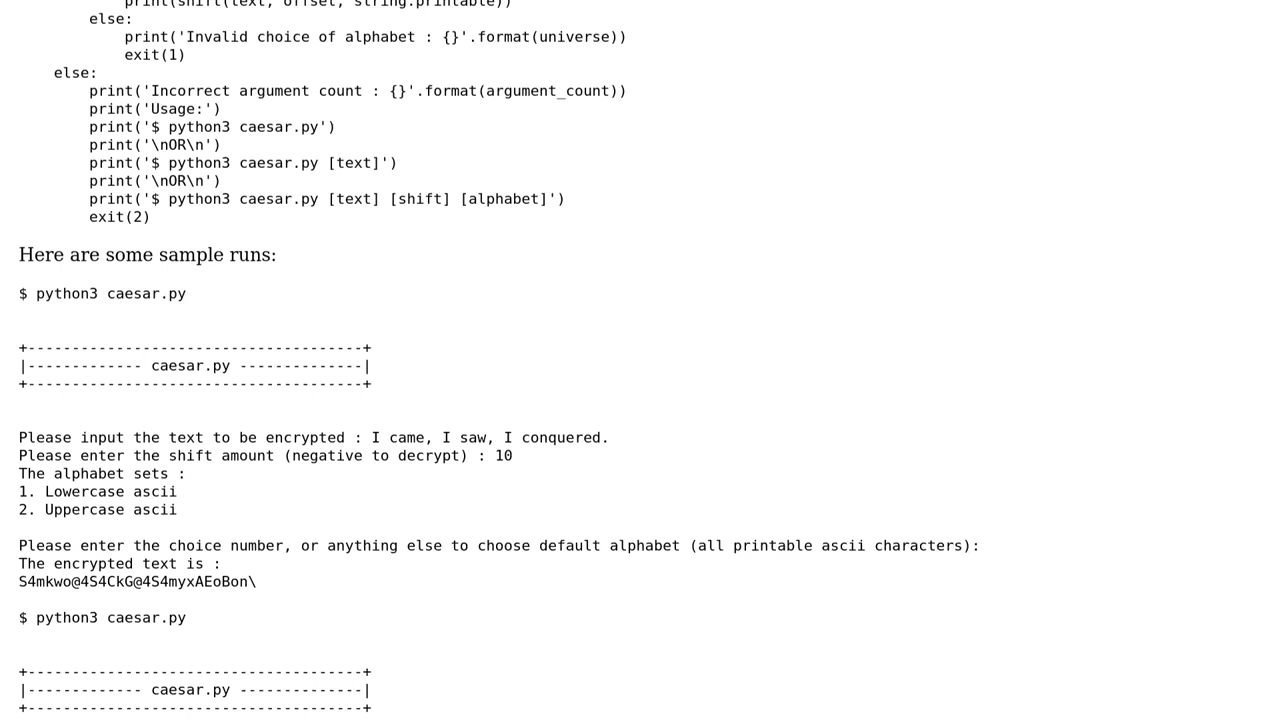 print(shift(text, offset, string.printable))
else:
print('Invalid choice of alphabet : {}'.format(universe))
exit(1)
else:
print('Incorrect argument count : {}'.format(argument_count))
print('Usage:')
print('$ python3 caesar.py')
print('\nOR\n')
print('$ python3 caesar.py [text]')
print('\nOR\n')
print('$ python3 caesar.py [text] [shift] [alphabet]')
exit(2)
Here are some sample runs:
$ python3 caesar.py
+--------------------------------------+
|------------- caesar.py --------------|
+--------------------------------------+
Please input the text to be encrypted : I came, I saw, I conquered.
Please enter the shift amount (negative to decrypt) : 10
The alphabet sets :
1. Lowercase ascii
2. Uppercase ascii
Please enter the choice number, or anything else to choose default alphabet (all printable ascii characters):
The encrypted text is :
S4mkwo@4S4CkG@4S4myxAEoBon\
$ python3 caesar.py
+--------------------------------------+
|------------- caesar.py --------------|
+--------------------------------------+